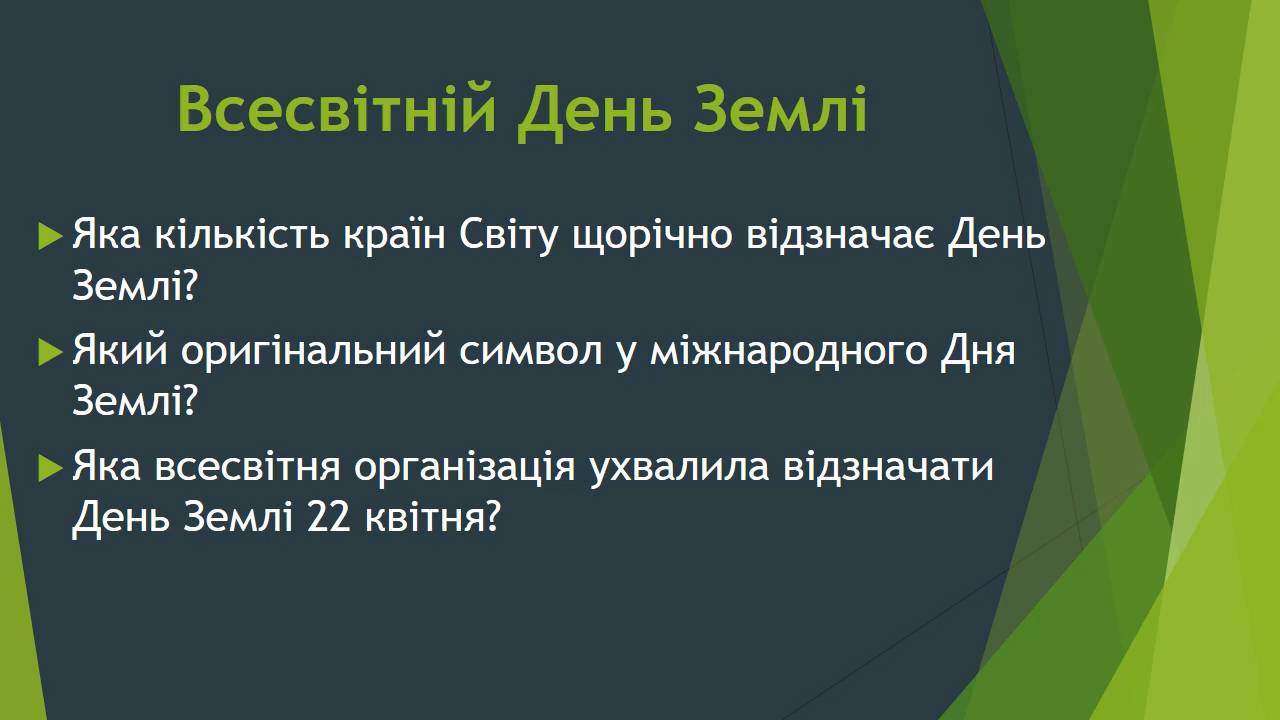 Всесвітній День Землі
Яка кількість країн Світу щорічно відзначає День
Землі?
Який оригінальний символ у міжнародного Дня
Землі?
Яка всесвітня організація ухвалила відзначати
День Землі 22 квітня?